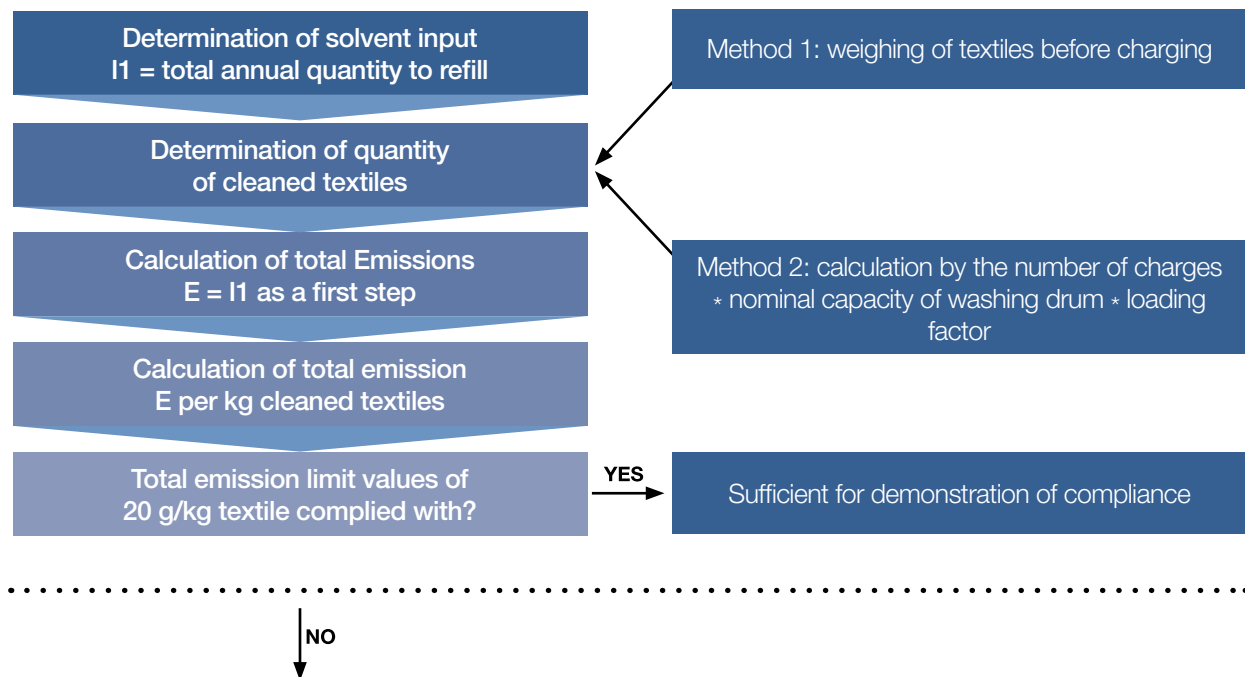 Determination of solvent input
I1 = total annual quantity to refill
Method 1: weighing of textiles before charging
Determination of quantity
of cleaned textiles
Calculation of total Emissions
E = I1 as a first step
Method 2: calculation by the number of charges
* nominal capacity of washing drum * loading
factor
Calculation of total emission
E per kg cleaned textiles
Total emission limit values of
20 g/kg textile complied with?
YES
Sufficient for demonstration of compliance
NO